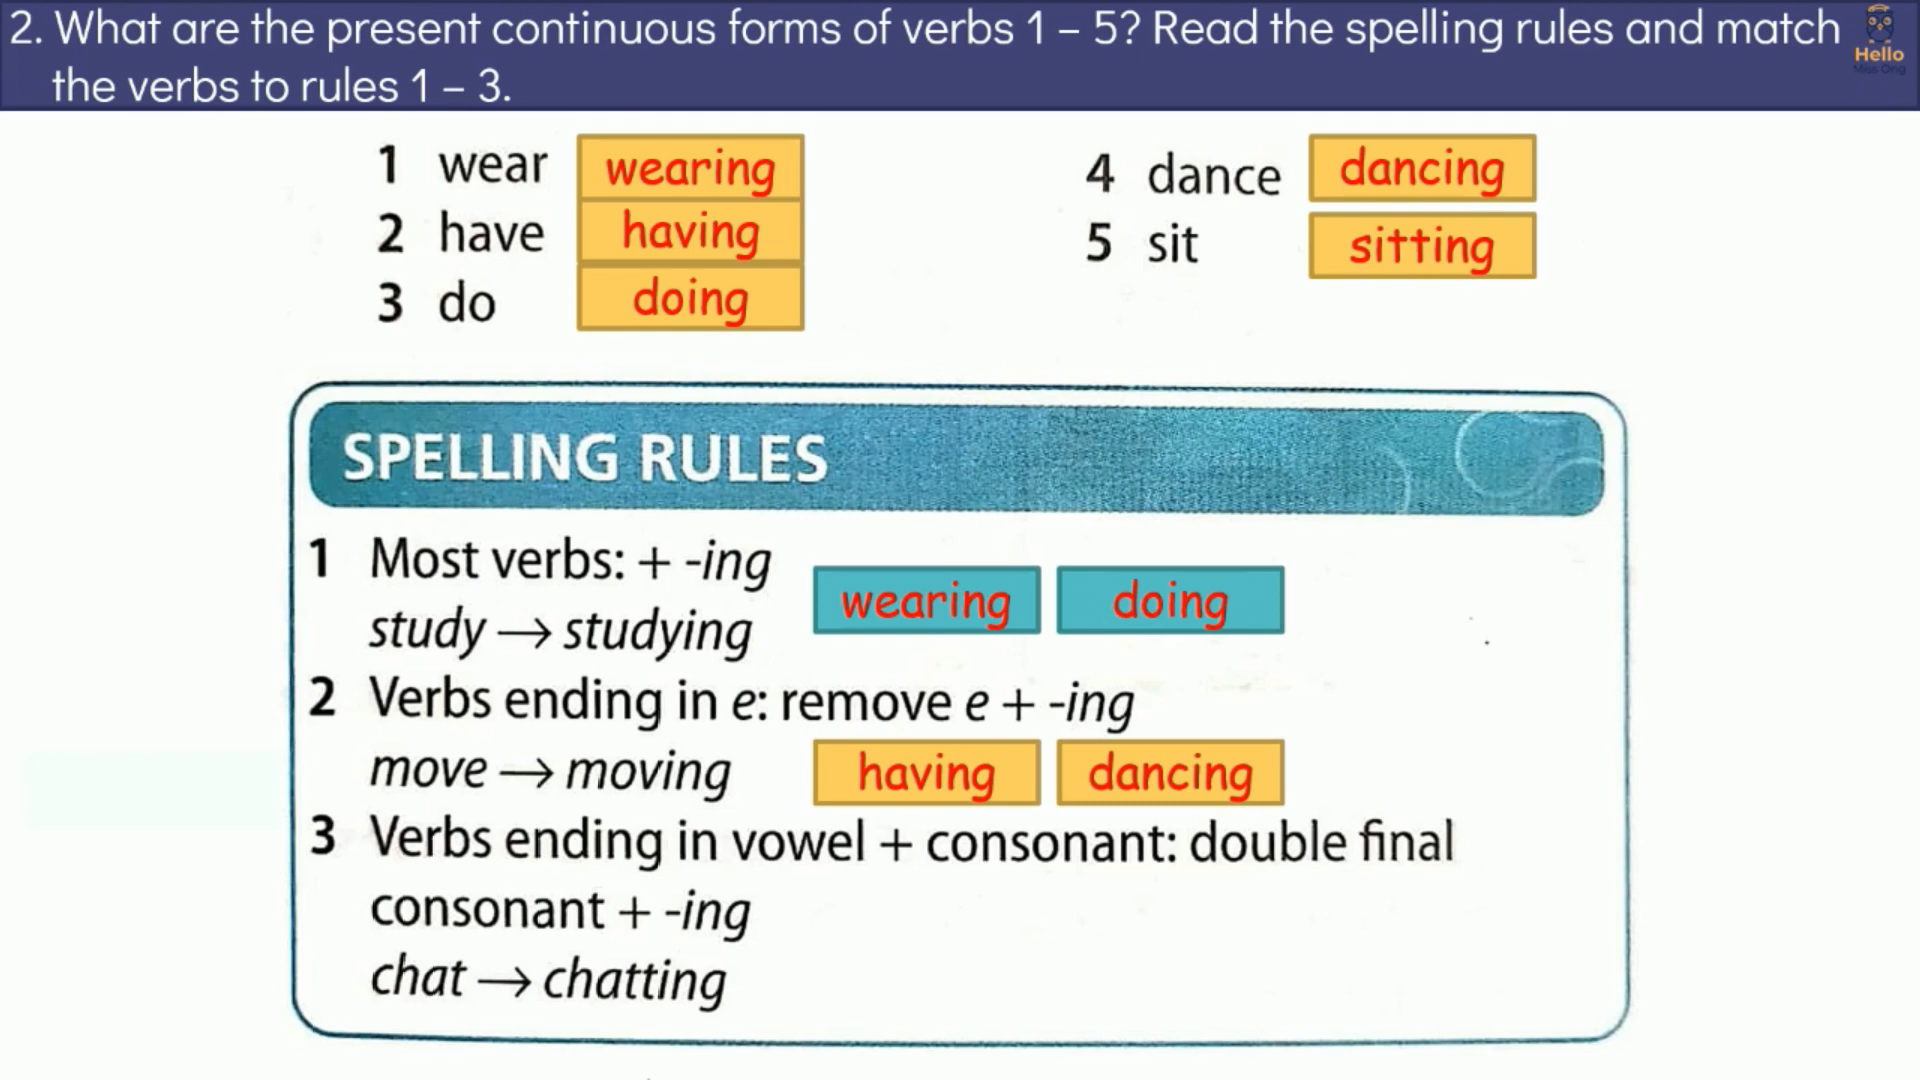 2. What are the present continuous forms of verbs 1 – 5? Read the spelling rules and match
the verbs to rules 1 – 3.
Hello
Miss Ong
1 wear wearing
2 have having
3 do doing
4 dance dancing
5 sit sitting
SPELLING RULES
1 Most verbs: + -ing
study → studying
wearing doing
2 Verbs ending in e: remove e + -ing
move → moving
having dancing
3 Verbs ending in vowel + consonant: double final
consonant + -ing
chat → chatting